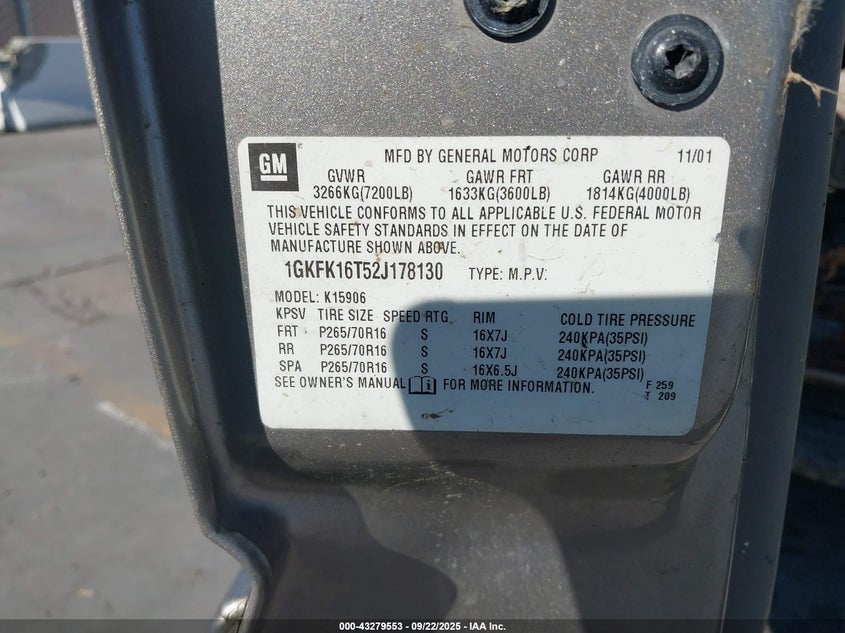 GM
MFD BY GENERAL MOTORS CORP 11/01
GVWR GAWR FRT GAWR RR
3266KG(7200LB) 1633KG(3600LB) 1814KG(4000LB)
THIS VEHICLE CONFORMS TO ALL APPLICABLE U.S. FEDERAL MOTOR
VEHICLE SAFETY STANDARDS IN EFFECT ON THE DATE OF
MANUFACTURE SHOWN ABOVE.
1GKFK16T52J178130 TYPE: M.P.V.
MODEL: K15906
KPSV TIRE SIZE SPEED RTG. RIM COLD TIRE PRESSURE
FRT P265/70R16 S 16X7J 240KPA(35PSI)
RR P265/70R16 S 16X7J 240KPA(35PSI)
SPA P265/70R16 S 16X6.5J 240KPA(35PSI)
SEE OWNER'S MANUAL FOR MORE INFORMATION.
F 259
T 209
000-43279553 - 09/22/2025 - IAA Inc.